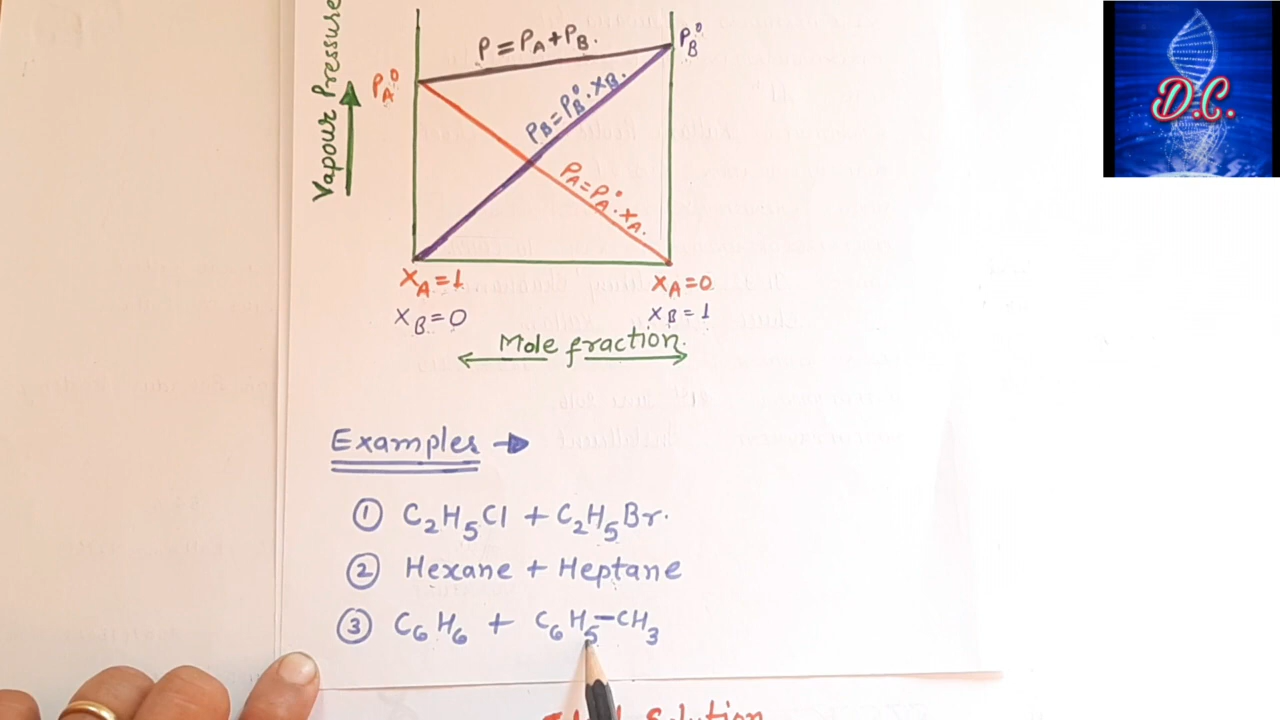 Vapour Pressure
P = P_A + P_B.
P_B°
P_A°
P_B = P_B° . X_B.
P_A = P_A° . X_A.
X_A = 1
X_A = 0
X_B = 0
X_B = 1
Mole fraction.
Examples →
① C₂H₅Cl + C₂H₅Br.
② Hexane + Heptane
③ C₆H₆ + C₆H₅–CH₃
Solution
D.C.